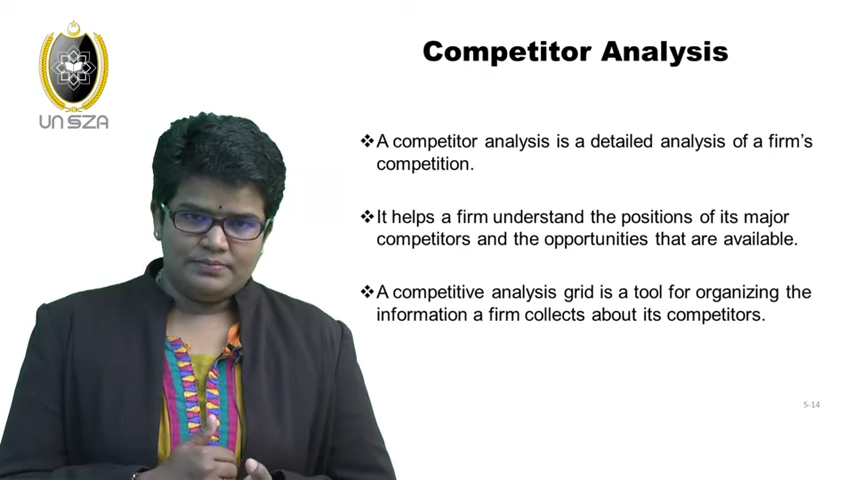 UniSZA
Competitor Analysis
❖A competitor analysis is a detailed analysis of a firm's
competition.
❖It helps a firm understand the positions of its major
competitors and the opportunities that are available.
❖A competitive analysis grid is a tool for organizing the
information a firm collects about its competitors.
5-14